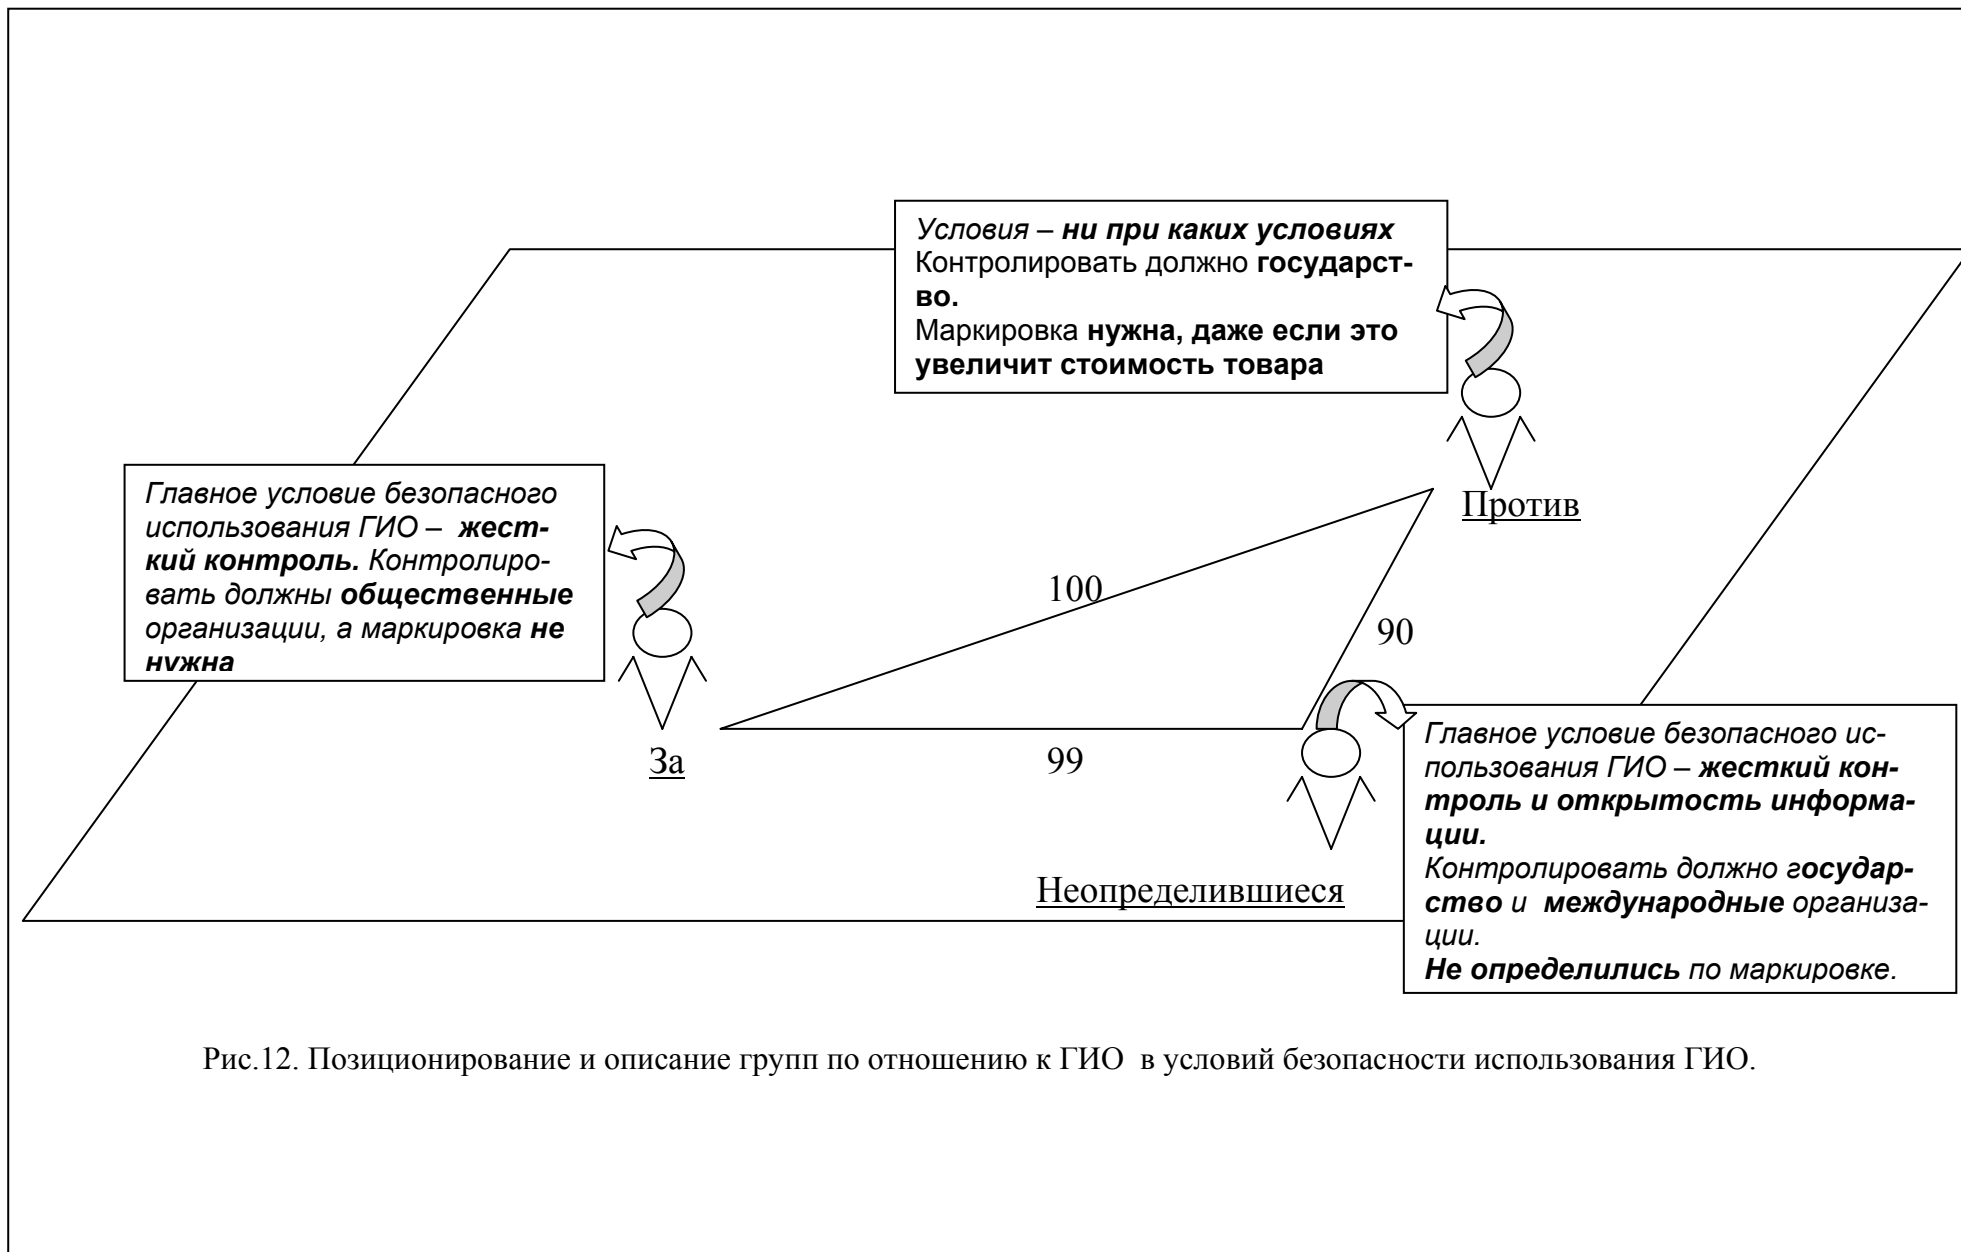 Условия – ни при каких условиях
Контролировать должно государст-
во.
Маркировка нужна, даже если это
увеличит стоимость товара
Против
Главное условие безопасного
использования ГИО – жест-
кий контроль. Контролиро-
вать должны общественные
организации, а маркировка не
нужна
За
100
90
99
Неопределившиеся
Главное условие безопасного ис-
пользования ГИО – жесткий кон-
троль и открытость информа-
ции.
Контролировать должно государ-
ство и международные организа-
ции.
Не определились по маркировке.
Рис.12. Позиционирование и описание групп по отношению к ГИО в условий безопасности использования ГИО.